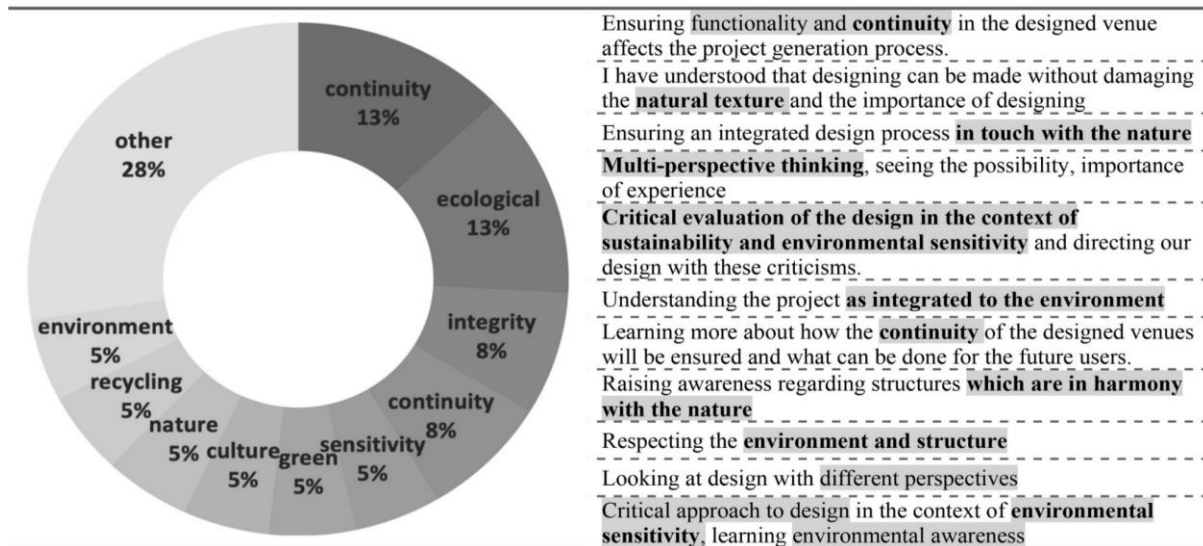 continuity
13%
ecological
13%
integrity
8%
continuity
8%
sensitivity
5%
green
5%
culture
5%
nature
5%
recycling
5%
environment
5%
other
28%
Ensuring functionality and continuity in the designed venue
affects the project generation process.
I have understood that designing can be made without damaging
the natural texture and the importance of designing
Ensuring an integrated design process in touch with the nature
Multi-perspective thinking, seeing the possibility, importance
of experience
Critical evaluation of the design in the context of
sustainability and environmental sensitivity and directing our
design with these criticisms.
Understanding the project as integrated to the environment
Learning more about how the continuity of the designed venues
will be ensured and what can be done for the future users.
Raising awareness regarding structures which are in harmony
with the nature
Respecting the environment and structure
Looking at design with different perspectives
Critical approach to design in the context of environmental
sensitivity, learning environmental awareness